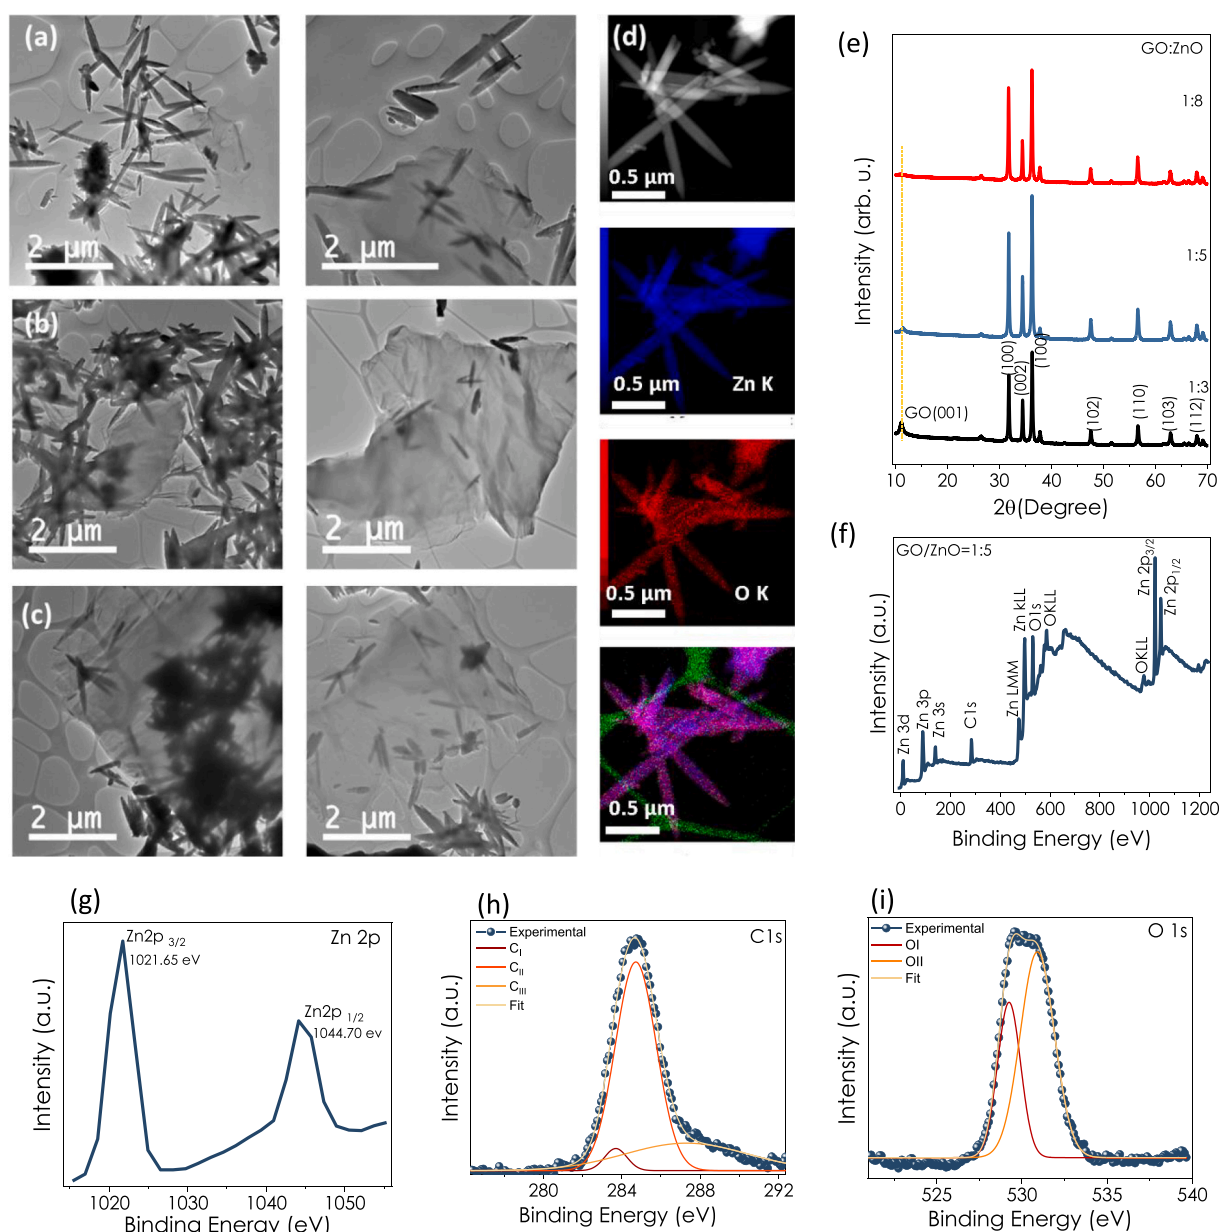 (a)
2 μm
2 μm
(b)
2 μm
2 μm
(c)
2 μm
2 μm
(d)
0.5 μm
0.5 μm
Zn K
0.5 μm
O K
0.5 μm
(e)
GO:ZnO
1:8
1:5
1:3
GO(001)
(100)
(002)
(100)
(102)
(110)
(103)
(112)
Intensity (arb. u.)
10 20 30 40 50 60 70
2θ(Degree)
(f)
GO/ZnO=1:5
Zn 3d
Zn 3p
Zn 3s
C1s
Zn LMM
Zn kLL
O1s
OKLL
OKLL
Zn 2p3/2
Zn 2p1/2
Intensity (a.u.)
0 200 400 600 800 1000 1200
Binding Energy (eV)
(g)
Zn 2p
Zn2p 3/2
1021.65 eV
Zn2p 1/2
1044.70 ev
Intensity (a.u.)
1020 1030 1040 1050
Binding Energy (eV)
(h)
C1s
Experimental
CI
CII
CIII
Fit
Intensity (a.u.)
280 284 288 292
Binding Energy (eV)
(i)
O 1s
Experimental
OI
OII
Fit
Intensity (a.u.)
525 530 535 540
Binding Energy (eV)